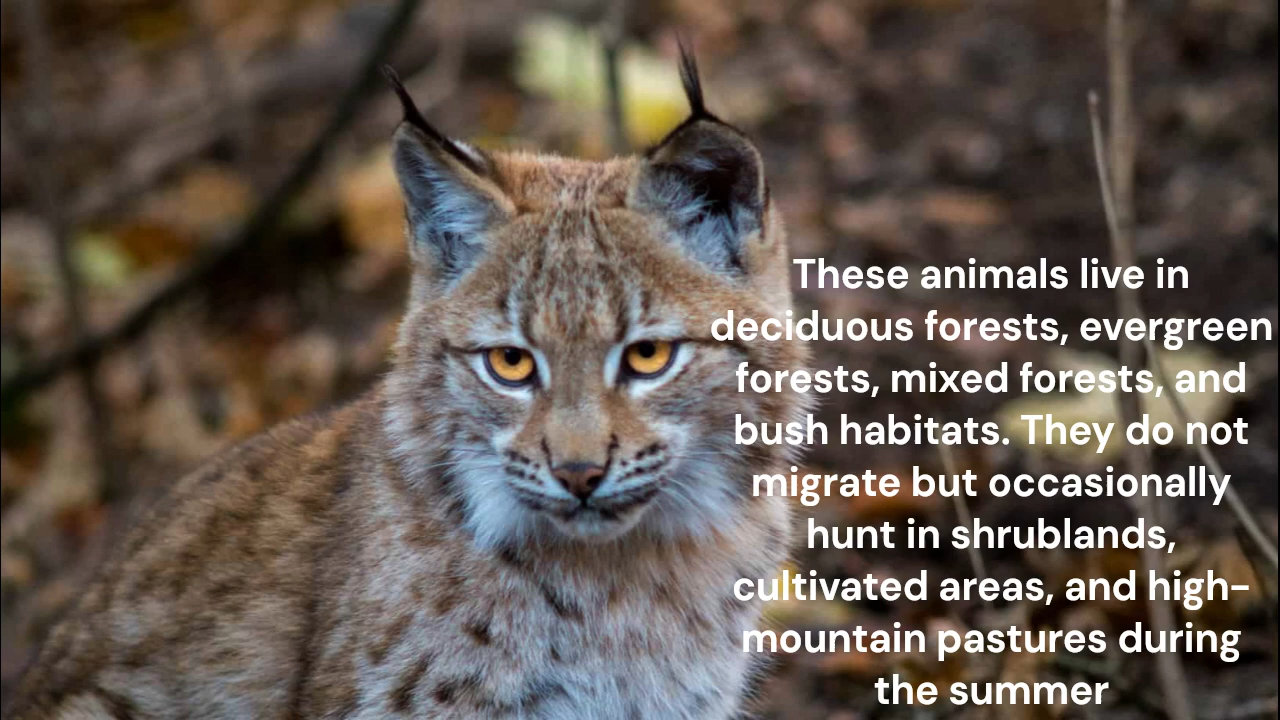 These animals live in
deciduous forests, evergreen
forests, mixed forests, and
bush habitats. They do not
migrate but occasionally
hunt in shrublands,
cultivated areas, and high-
mountain pastures during
the summer